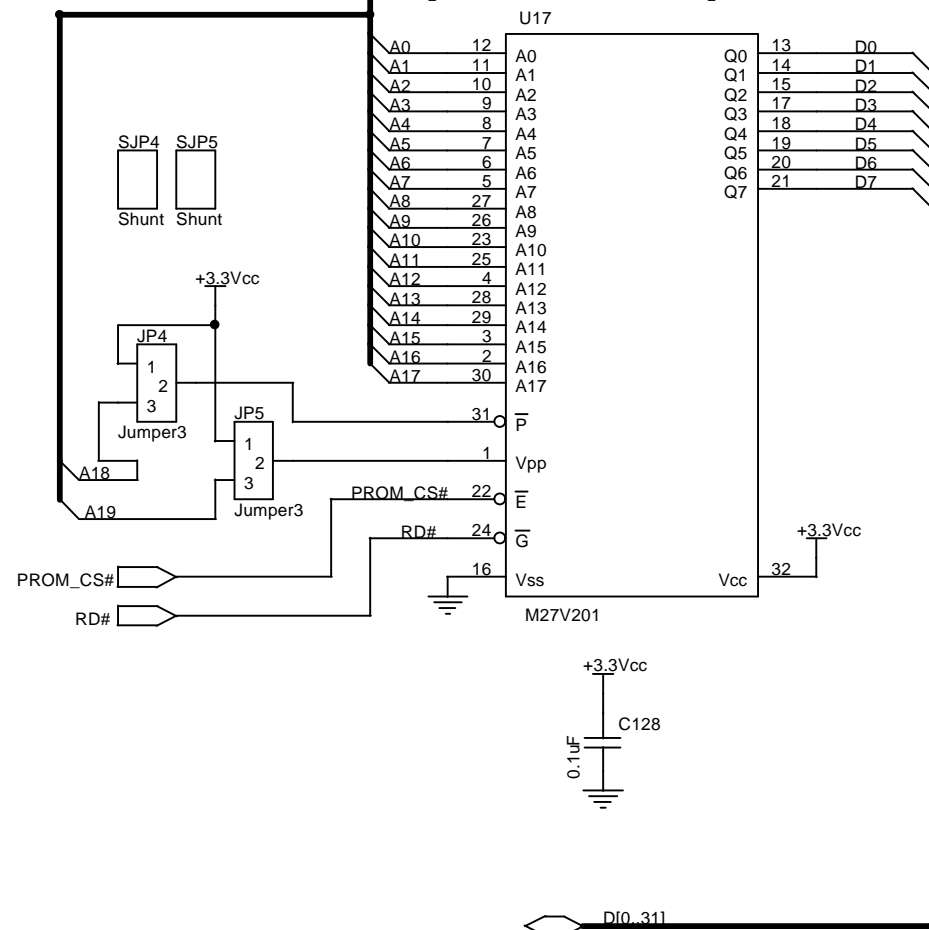 U17
A0 12 A0 Q0 13 D0
A1 11 A1 Q1 14 D1
A2 10 A2 Q2 15 D2
A3 9 A3 Q3 17 D3
A4 8 A4 Q4 18 D4
A5 7 A5 Q5 19 D5
A6 6 A6 Q6 20 D6
A7 5 A7 Q7 21 D7
A8 27 A8
A9 26 A9
A10 23 A10
A11 25 A11
A12 4 A12
A13 28 A13
A14 29 A14
A15 3 A15
A16 2 A16
A17 30 A17
31 P
1 Vpp
PROM_CS# 22 E
RD# 24 G
16 Vss
Vcc 32
+3.3Vcc
M27V201
SJP4 SJP5
Shunt Shunt
+3.3Vcc
JP4
1
2
3
Jumper3
JP5
1
2
3
Jumper3
A18
A19
PROM_CS#
RD#
+3.3Vcc
C128
0.1uF
D[0..31]